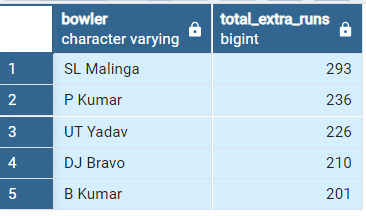 bowler total_extra_runs
character varying bigint
1 SL Malinga 293
2 P Kumar 236
3 UT Yadav 226
4 DJ Bravo 210
5 B Kumar 201